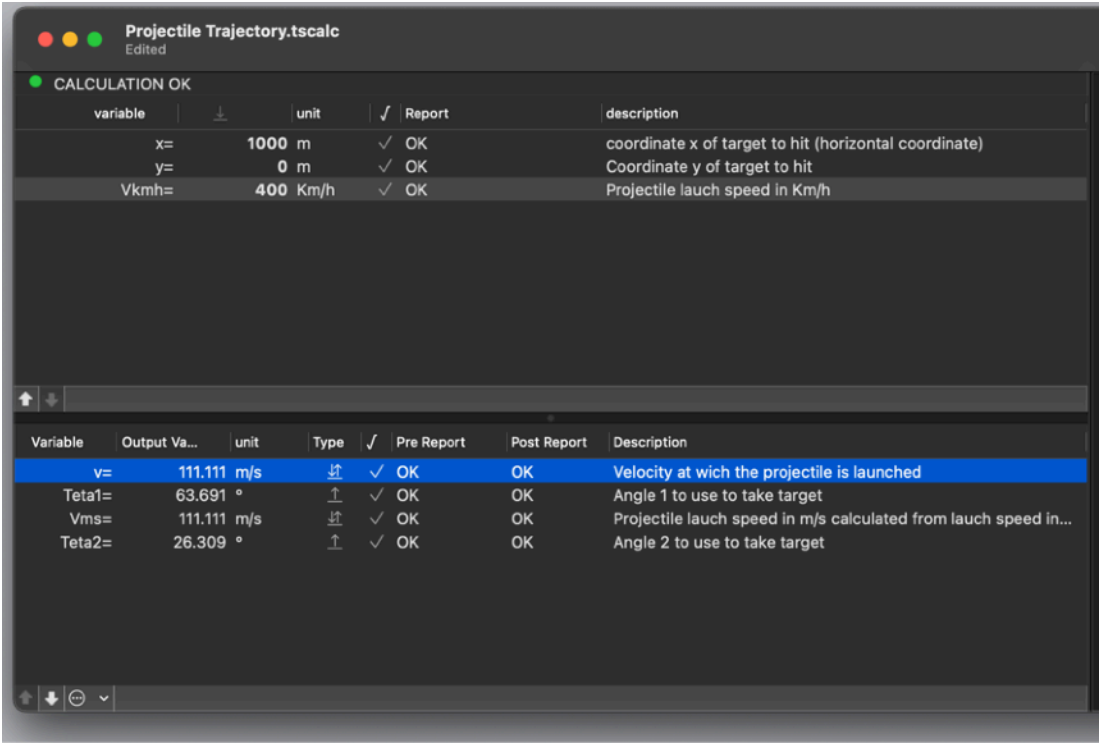 Projectile Trajectory.tscalc
Edited
CALCULATION OK
variable unit √ Report description
x= 1000 m ✓ OK coordinate x of target to hit (horizontal coordinate)
y= 0 m ✓ OK Coordinate y of target to hit
Vkmh= 400 Km/h ✓ OK Projectile lauch speed in Km/h
Variable Output Va... unit Type √ Pre Report Post Report Description
v= 111.111 m/s ✓ OK OK Velocity at wich the projectile is launched
Teta1= 63.691 ° ✓ OK OK Angle 1 to use to take target
Vms= 111.111 m/s ✓ OK OK Projectile lauch speed in m/s calculated from lauch speed in...
Teta2= 26.309 ° ✓ OK OK Angle 2 to use to take target